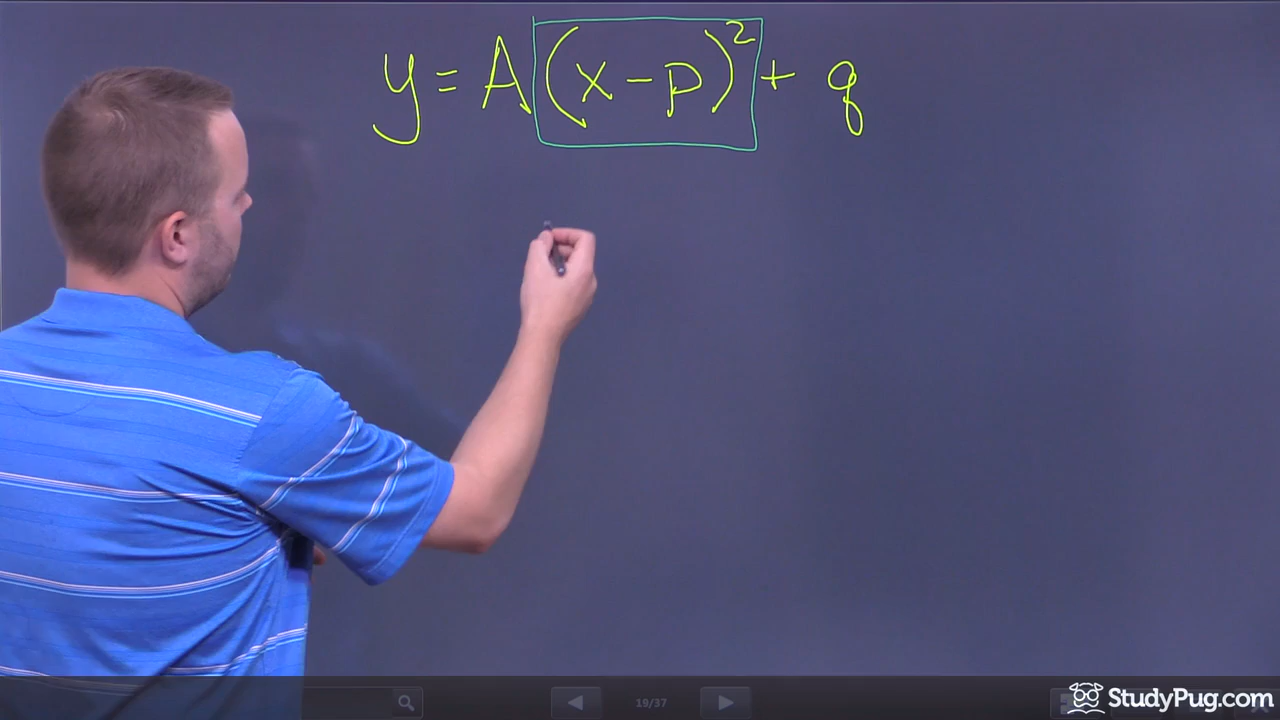 y = A (x - p)² + q
19/37
StudyPug.com